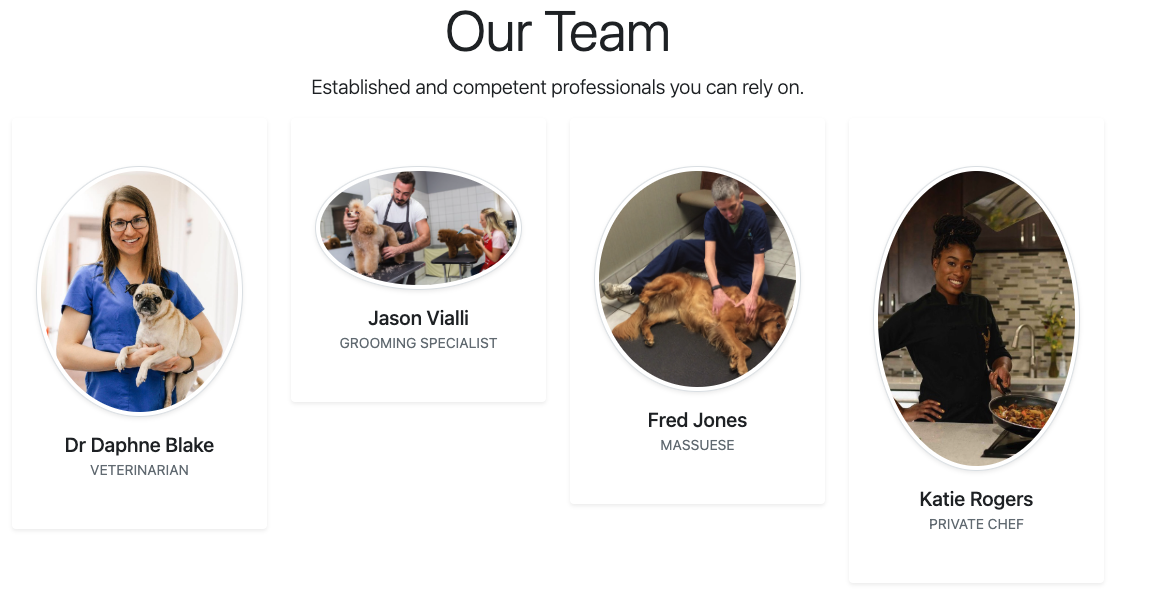 Our Team
Established and competent professionals you can rely on.
Dr Daphne Blake
VETERINARIAN
Jason Vialli
GROOMING SPECIALIST
Fred Jones
MASSUESE
Katie Rogers
PRIVATE CHEF